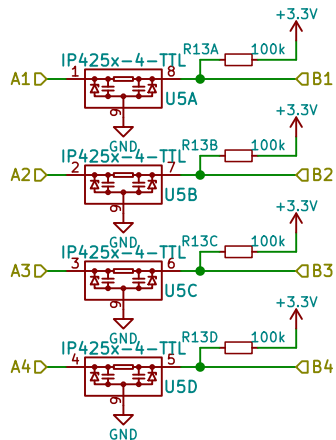 +3.3V
R13A 100k
IP425x-4-TTL
A1 1 8 B1
U5A
9
GND
+3.3V
R13B 100k
IP425x-4-TTL
A2 2 7 B2
U5B
9
GND
+3.3V
R13C 100k
IP425x-4-TTL
A3 3 6 B3
U5C
9
GND
+3.3V
R13D 100k
IP425x-4-TTL
A4 4 5 B4
U5D
9
GND